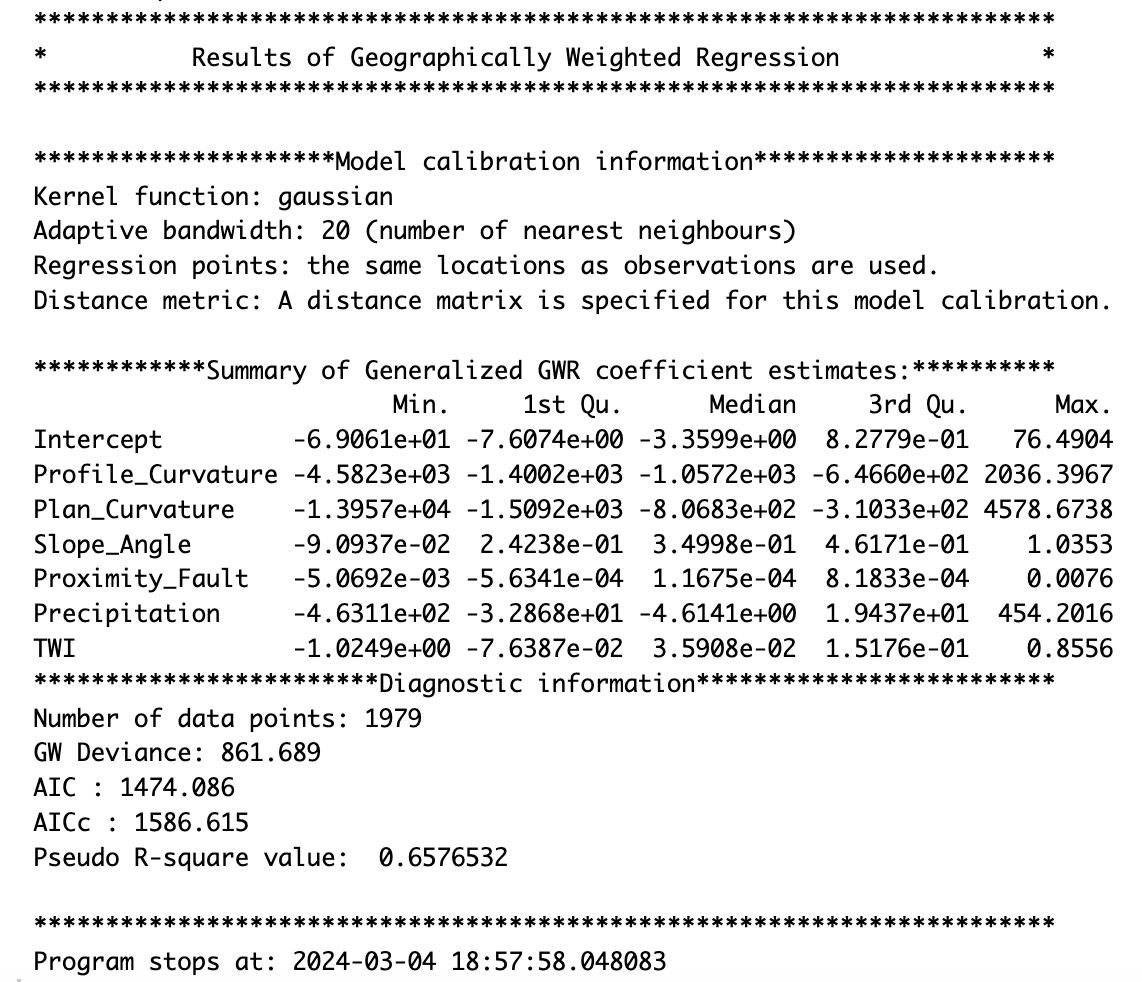 ***********************************************************************
*          Results of Geographically Weighted Regression              *
***********************************************************************

*********************Model calibration information*********************
Kernel function: gaussian
Adaptive bandwidth: 20 (number of nearest neighbours)
Regression points: the same locations as observations are used.
Distance metric: A distance matrix is specified for this model calibration.

************Summary of Generalized GWR coefficient estimates:**********
                         Min.     1st Qu.      Median     3rd Qu.      Max.
Intercept         -6.9061e+01 -7.6074e+00 -3.3599e+00  8.2779e-01   76.4904
Profile_Curvature -4.5823e+03 -1.4002e+03 -1.0572e+03 -6.4660e+02 2036.3967
Plan_Curvature    -1.3957e+04 -1.5092e+03 -8.0683e+02 -3.1033e+02 4578.6738
Slope_Angle       -9.0937e-02  2.4238e-01  3.4998e-01  4.6171e-01    1.0353
Proximity_Fault   -5.0692e-03 -5.6341e-04  1.1675e-04  8.1833e-04    0.0076
Precipitation     -4.6311e+02 -3.2868e+01 -4.6141e+00  1.9437e+01  454.2016
TWI               -1.0249e+00 -7.6387e-02  3.5908e-02  1.5176e-01    0.8556
************************Diagnostic information*************************
Number of data points: 1979
GW Deviance: 861.689
AIC : 1474.086
AICc : 1586.615
Pseudo R-square value:  0.6576532

***********************************************************************
Program stops at: 2024-03-04 18:57:58.048083